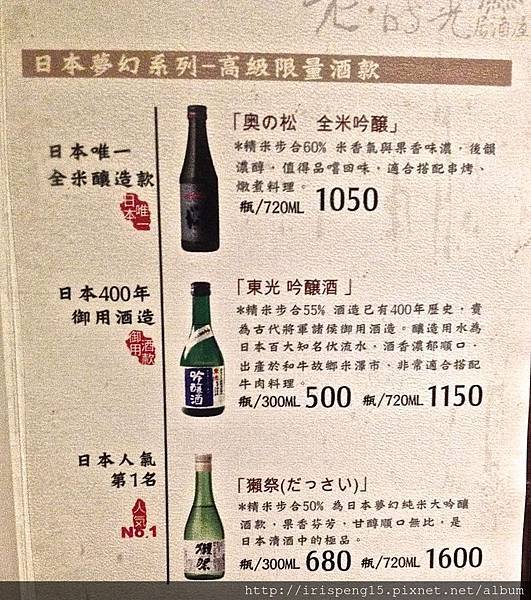 老·時光
居酒屋
日本夢幻系列-高級限量酒款
日本唯一
全米釀造款
唯一
日本
「奧の松 全米吟釀」
*精米步合60% 米香氣與果香味濃,後韻
濃醇,值得品嚐回味,適合搭配串烤、
燉煮料理。
瓶/720ML 1050
日本400年
御用酒造
酒款
御用
「東光 吟釀酒 」
*精米步合55% 酒造已有400年歷史,貴
為古代將軍諸侯御用酒造。釀造用水為
日本百大知名伏流水,酒香濃郁順口,
出產於和牛故鄉米澤市,非常適合搭配
牛肉料理。
瓶/300ML 500 瓶/720ML 1150
吟釀酒
日本人氣
第1名
人氣
No.1
「獺祭(だっさい)」
*精米步合50% 為日本夢幻純米大吟釀
酒款,果香芬芳,甘醇順口無比,是
日本清酒中的極品。
瓶/300ML 680 瓶/720ML 1600
獺祭
http://irispeng15.pixnet.net/album